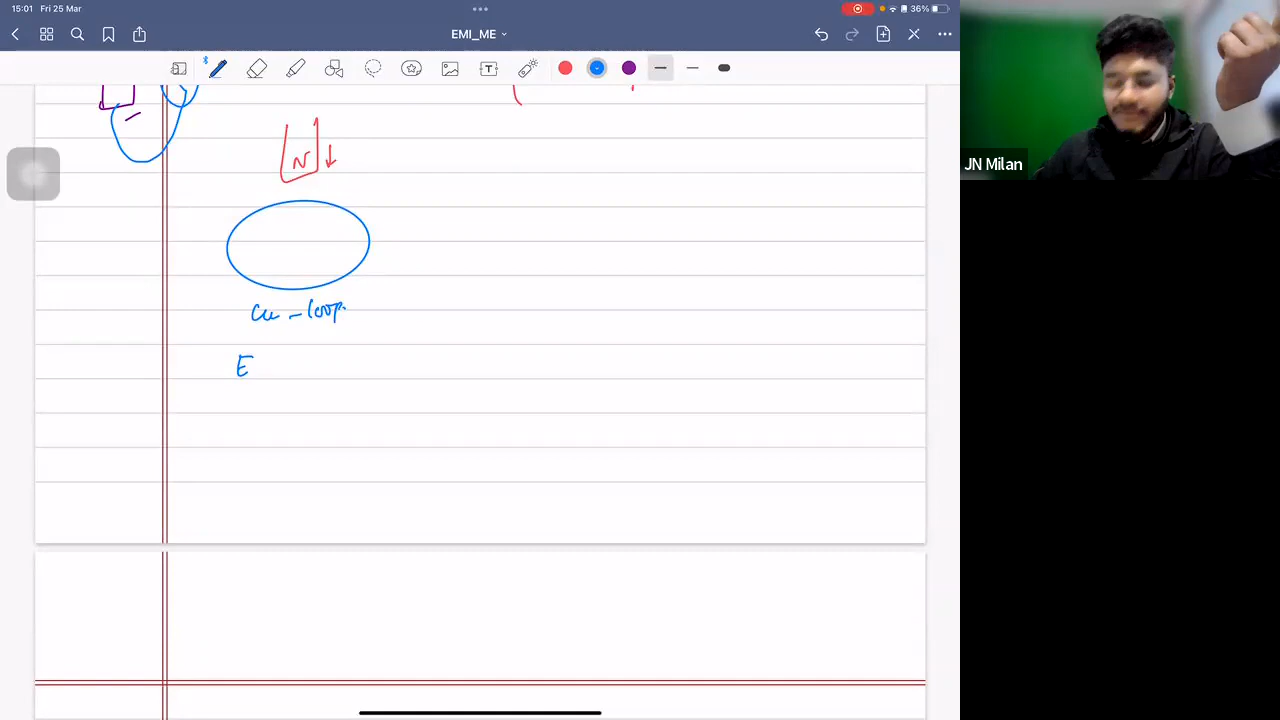 15:01 Fri 25 Mar
36%
EMI_ME
T
N
Cu - loop.
E
JN Milan